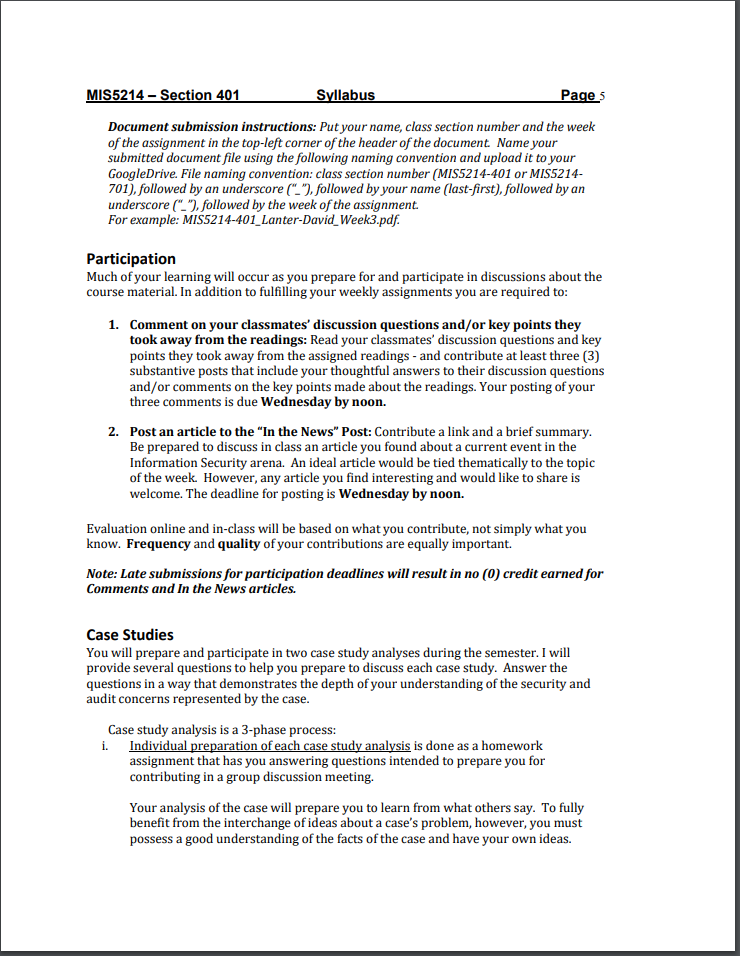 MIS5214 – Section 401 Syllabus Page 5
Document submission instructions: Put your name, class section number and the week
of the assignment in the top-left corner of the header of the document. Name your
submitted document file using the following naming convention and upload it to your
GoogleDrive. File naming convention: class section number (MIS5214-401 or MIS5214-
701), followed by an underscore (“_”), followed by your name (last-first), followed by an
underscore (“_”), followed by the week of the assignment.
For example: MIS5214-401_Lanter-David_Week3.pdf.
Participation
Much of your learning will occur as you prepare for and participate in discussions about the
course material. In addition to fulfilling your weekly assignments you are required to:
1. Comment on your classmates’ discussion questions and/or key points they
took away from the readings: Read your classmates’ discussion questions and key
points they took away from the assigned readings - and contribute at least three (3)
substantive posts that include your thoughtful answers to their discussion questions
and/or comments on the key points made about the readings. Your posting of your
three comments is due Wednesday by noon.
2. Post an article to the “In the News” Post: Contribute a link and a brief summary.
Be prepared to discuss in class an article you found about a current event in the
Information Security arena. An ideal article would be tied thematically to the topic
of the week. However, any article you find interesting and would like to share is
welcome. The deadline for posting is Wednesday by noon.
Evaluation online and in-class will be based on what you contribute, not simply what you
know. Frequency and quality of your contributions are equally important.
Note: Late submissions for participation deadlines will result in no (0) credit earned for
Comments and In the News articles.
Case Studies
You will prepare and participate in two case study analyses during the semester. I will
provide several questions to help you prepare to discuss each case study. Answer the
questions in a way that demonstrates the depth of your understanding of the security and
audit concerns represented by the case.
Case study analysis is a 3-phase process:
i. Individual preparation of each case study analysis is done as a homework
assignment that has you answering questions intended to prepare you for
contributing in a group discussion meeting.
Your analysis of the case will prepare you to learn from what others say. To fully
benefit from the interchange of ideas about a case’s problem, however, you must
possess a good understanding of the facts of the case and have your own ideas.